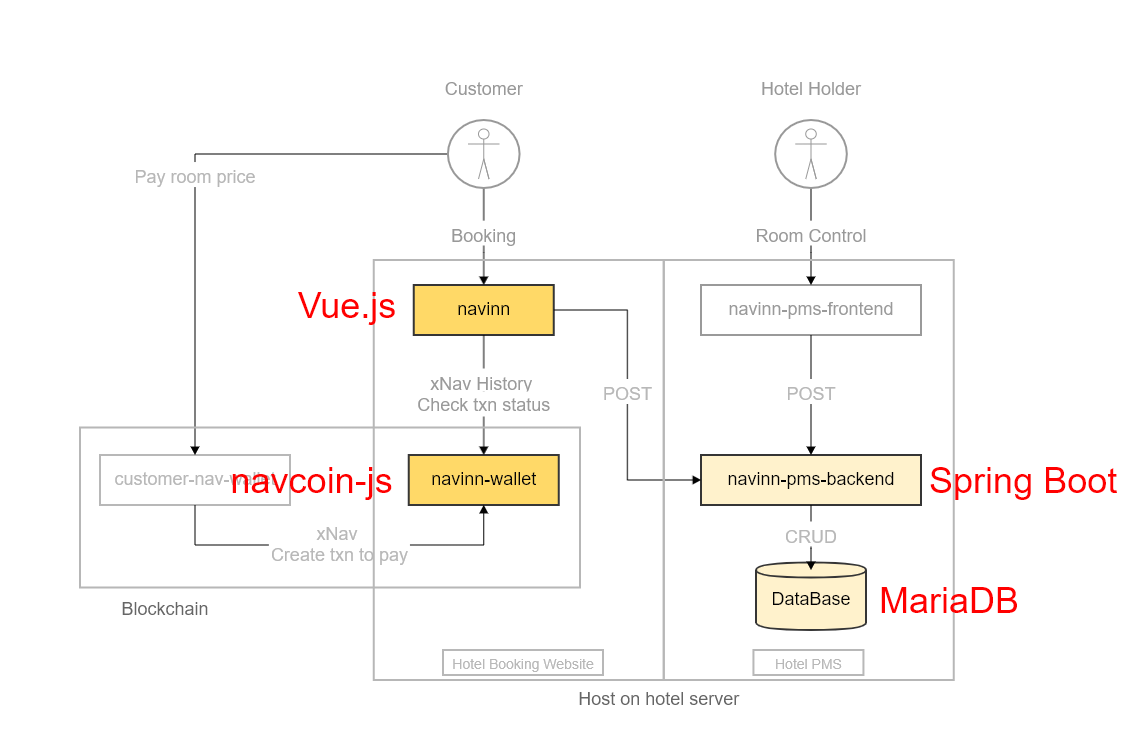 Customer
Hotel Holder
Pay room price
Booking
Room Control
Vue.js
navinn
navinn-pms-frontend
xNav History
Check txn status
POST
POST
customer-nav-wallet
navcoin-js
navinn-wallet
navinn-pms-backend
Spring Boot
xNav
Create txn to pay
CRUD
DataBase
MariaDB
Blockchain
Hotel Booking Website
Hotel PMS
Host on hotel server